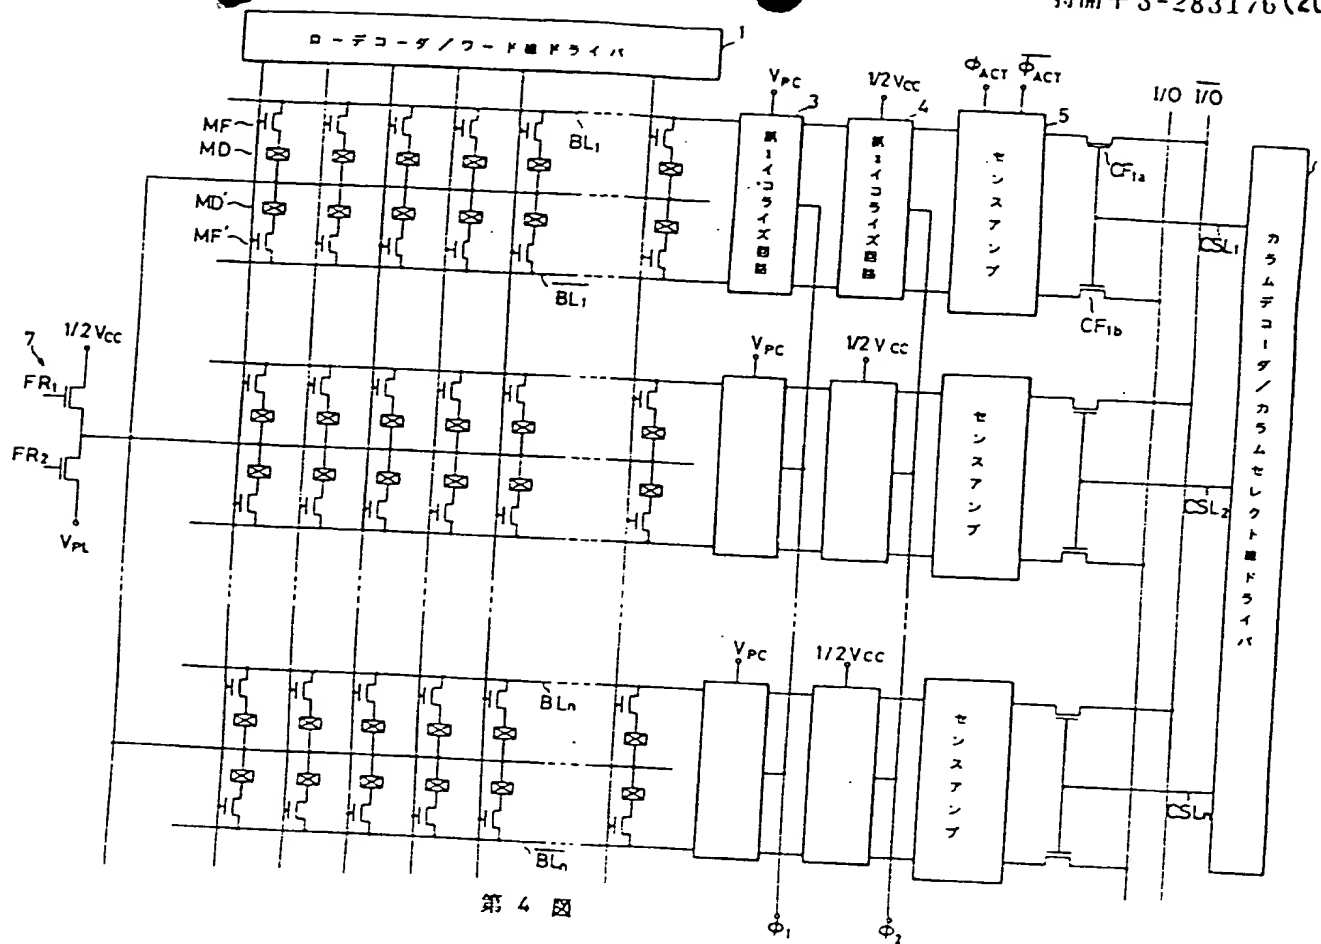 ローデコーダ/ワード線ドライバ
1
VPC
3
1/2VCC
4
ΦACT
Φ̅ACT
5
I/O
I/O̅
MF
MD
MD'
MF'
BL1
B̅L̅1
第1イコライズ回路
第2イコライズ回路
センスアンプ
CF1a
CF1b
CSL1
カラムデコーダ/カラムセレクト線ドライバ
7
1/2VCC
FR1
FR2
VPL
VPC
1/2VCC
センスアンプ
CSL2
VPC
1/2VCC
センスアンプ
BLn
B̅L̅n
CSLn
Φ1
Φ2
第4図